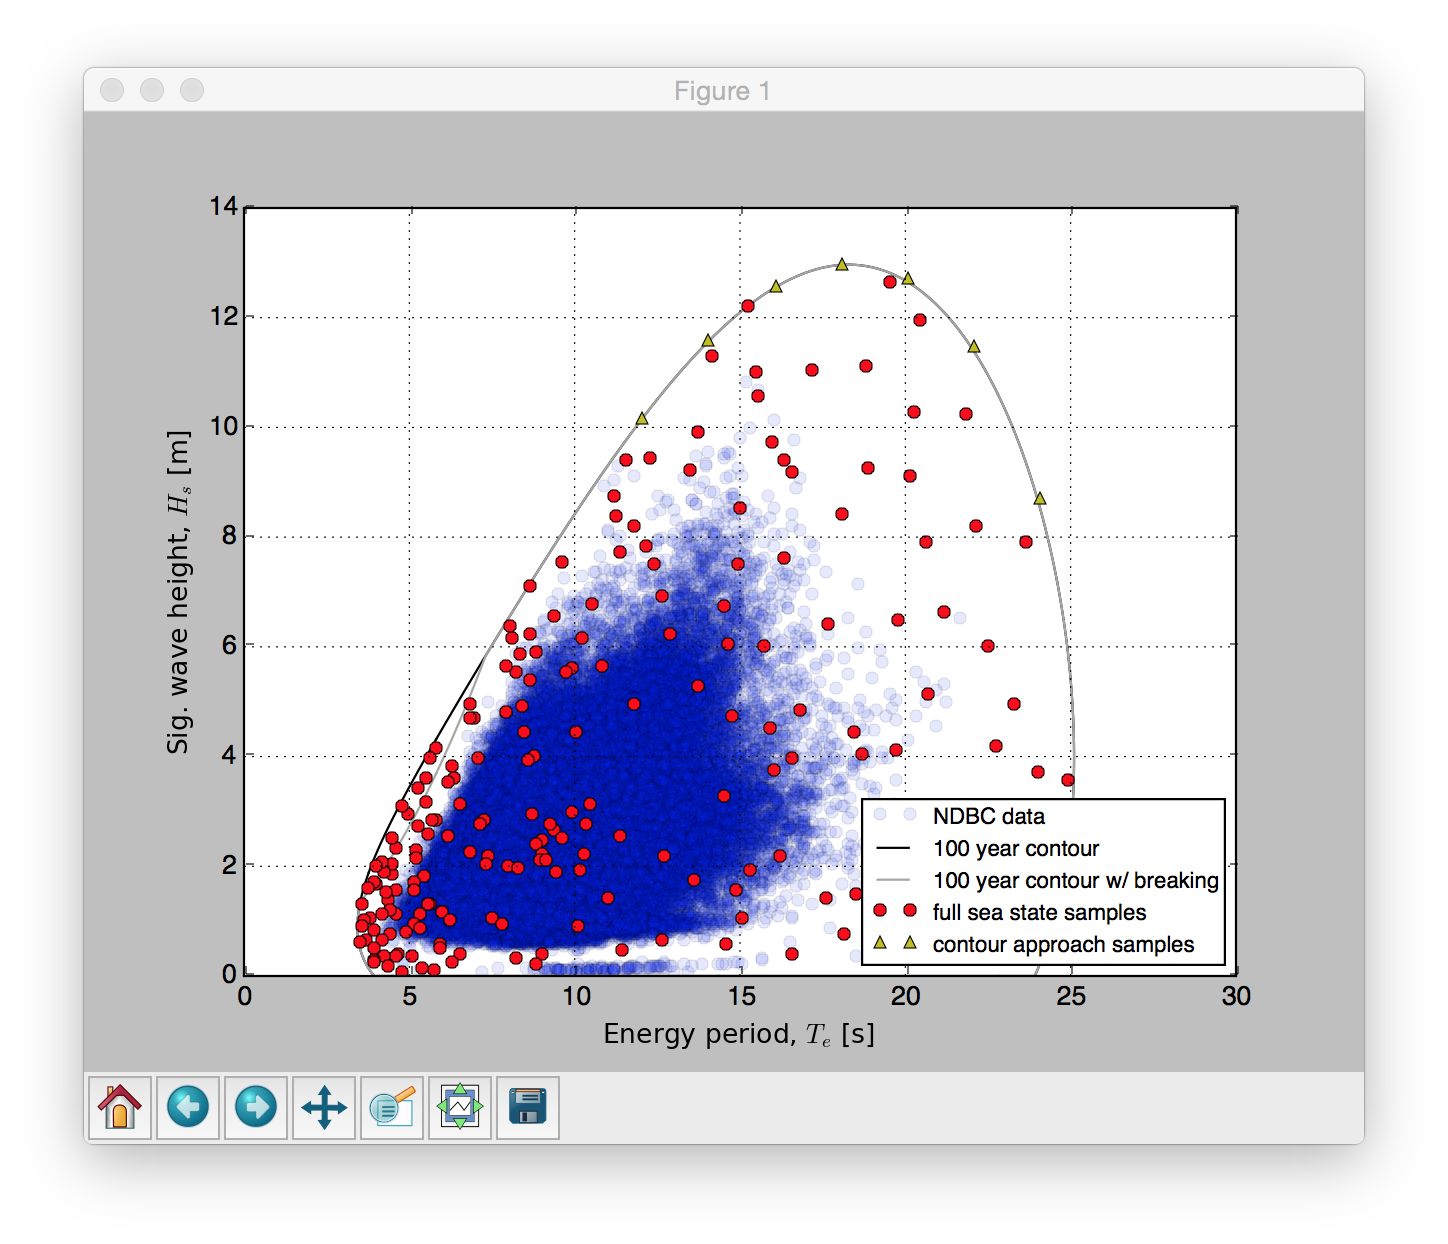 Figure 1
14
12
10
8
6
4
2
0
Sig. wave height, H_s [m]
0 5 10 15 20 25 30
Energy period, T_e [s]
NDBC data
100 year contour
100 year contour w/ breaking
full sea state samples
contour approach samples